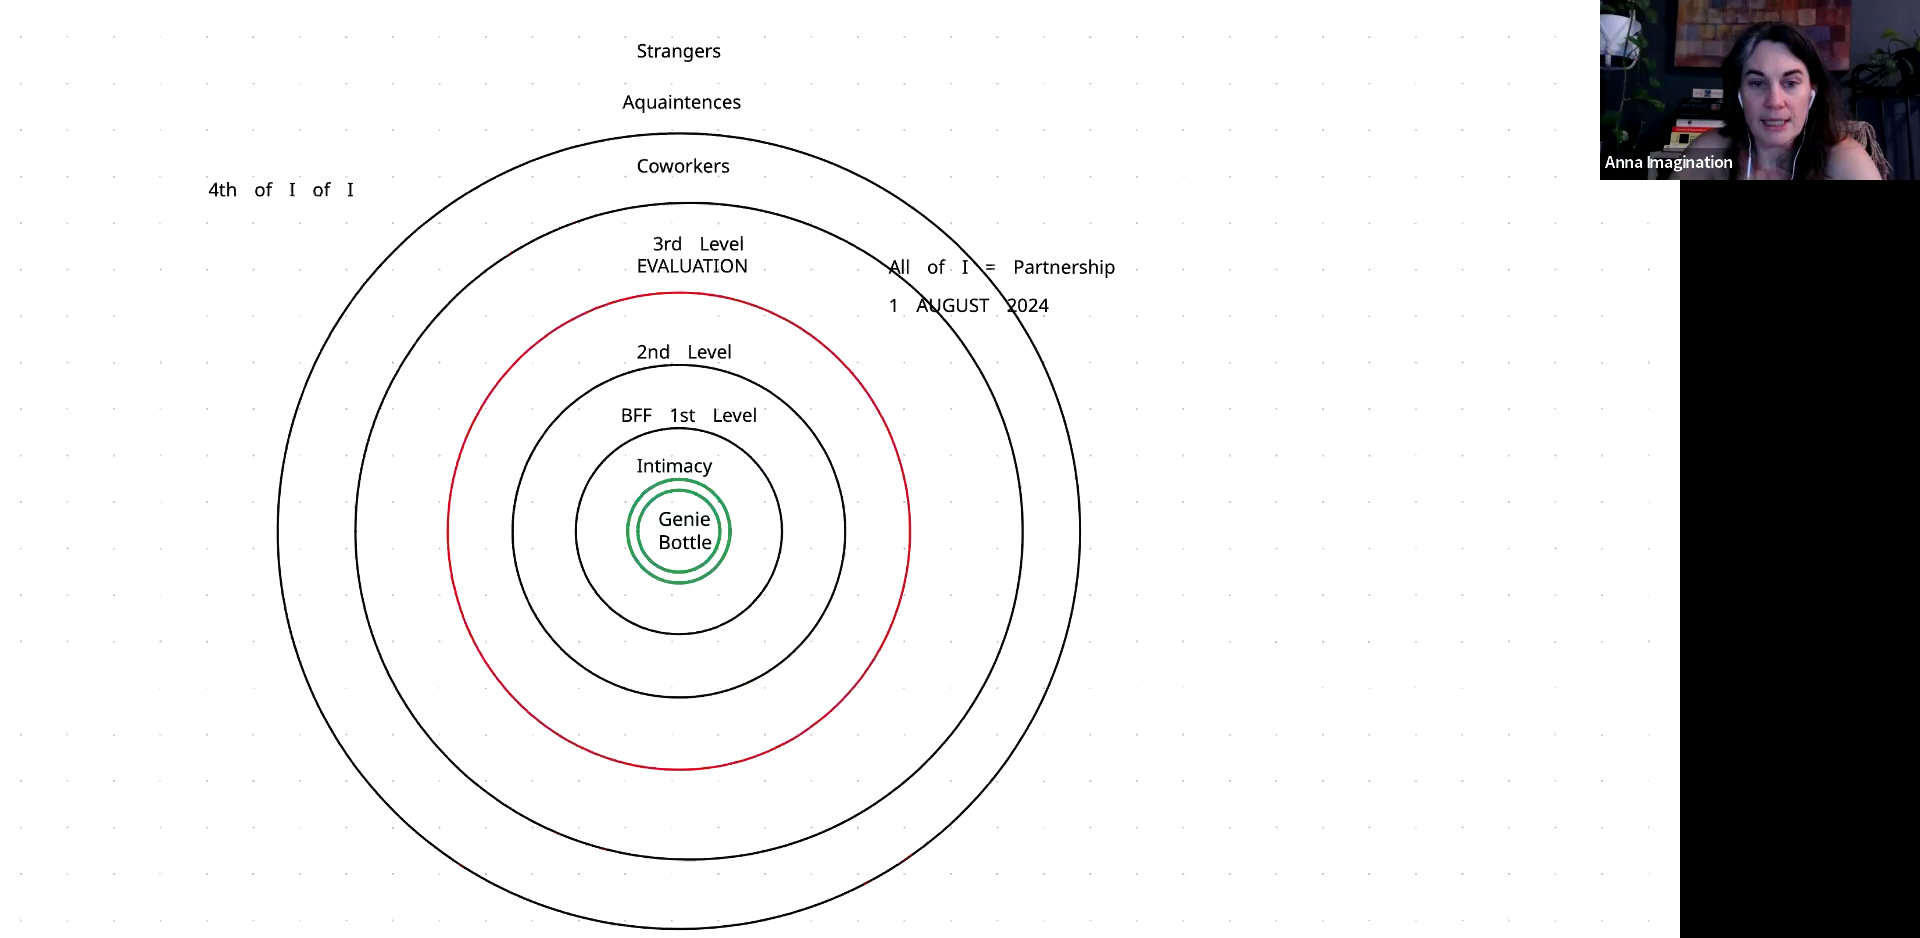 Strangers
Aquaintences
Coworkers
4th of I of I
3rd Level
EVALUATION
All of I = Partnership
1 AUGUST 2024
2nd Level
BFF 1st Level
Intimacy
Genie
Bottle
Anna Imagination